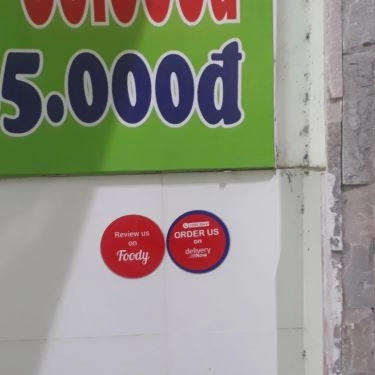 5.000đ
Review us
on
Foody
ORDER US
on
delivery
Now